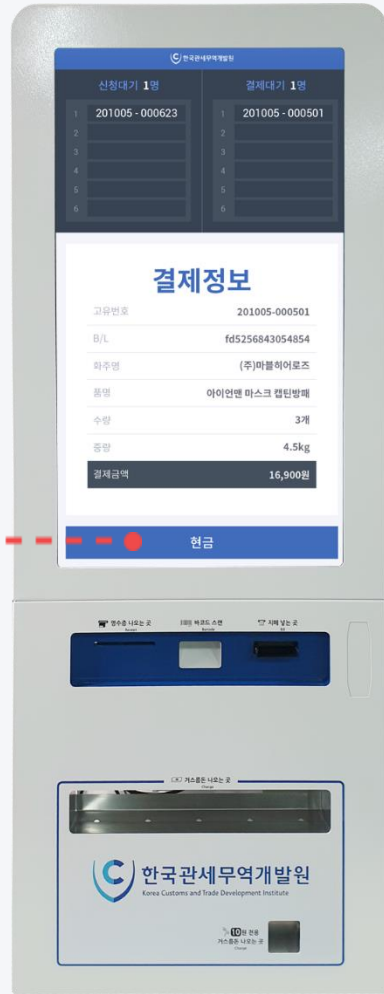 한국관세무역개발원
신청대기 1명
결제대기 1명
1 201005 - 000623
1 201005 - 000501
2
2
3
3
4
4
5
5
6
6
결제정보
고유번호 201005-000501
B/L fd5256843054854
화주명 (주)마블히어로즈
품명 아이언맨 마스크 캡틴방패
수량 3개
중량 4.5kg
결제금액 16,900원
현금
영수증 나오는 곳
바코드 스캔
Barcode
지폐 넣는 곳
Bill
거스름돈 나오는 곳
Change
한국관세무역개발원
Korea Customs and Trade Development Institute
10원 전용
거스름돈 나오는 곳
Change